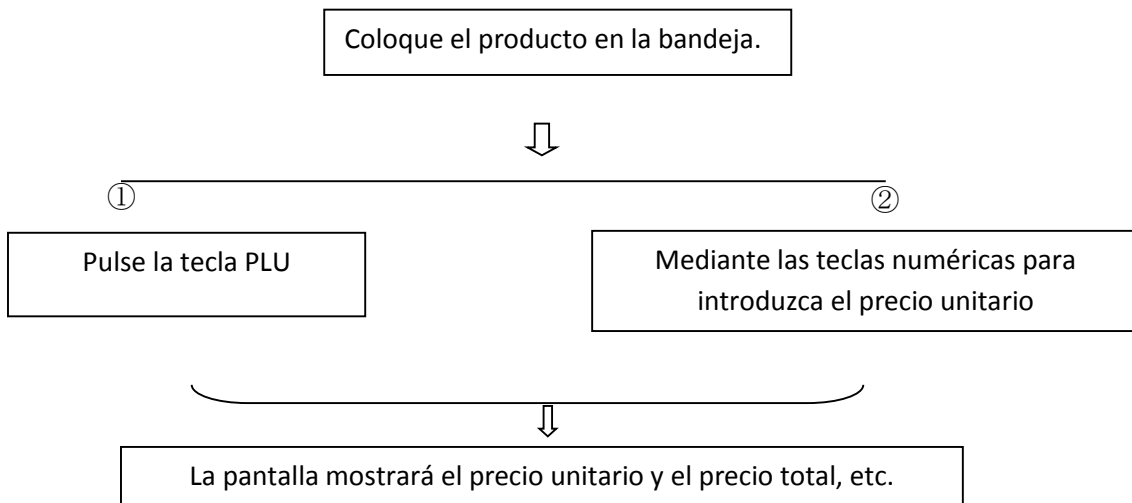 Coloque el producto en la bandeja.
①
②
Pulse la tecla PLU
Mediante las teclas numéricas para
introduzca el precio unitario
La pantalla mostrará el precio unitario y el precio total, etc.